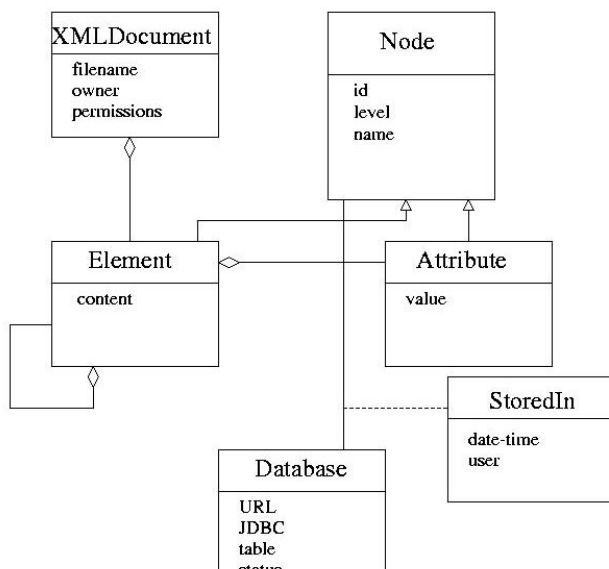 XMLDocument
filename
owner
permissions
Node
id
level
name
Element
content
Attribute
value
StoredIn
date-time
user
Database
URL
JDBC
table